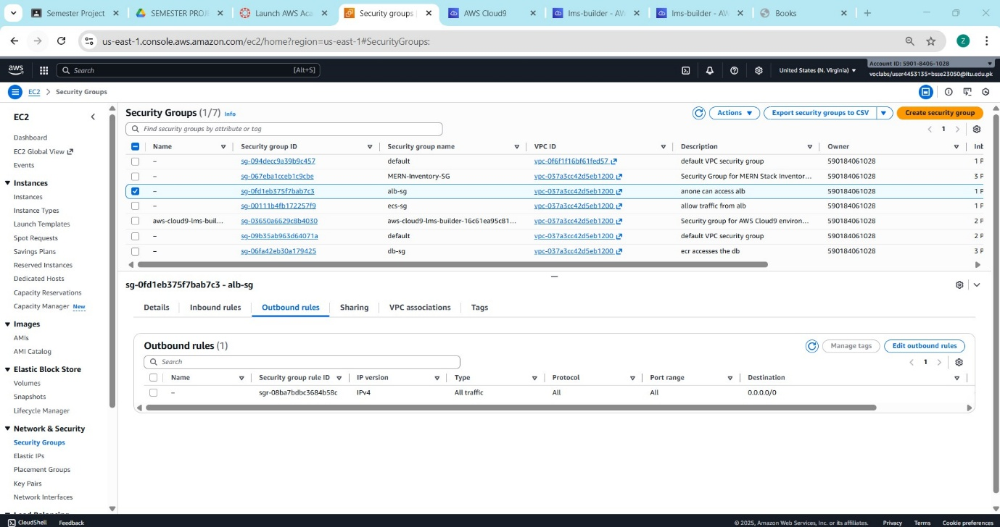 Semester Project
SEMESTER PROJ
Launch AWS Aca
Security groups |
AWS Cloud9
lms-builder - AW
lms-builder - AW
Books
us-east-1.console.aws.amazon.com/ec2/home?region=us-east-1#SecurityGroups:
Z
aws
Search [Alt+S]
United States (N. Virginia)
Account ID: 5901-8406-1028
voclabs/user4453135=bsse23050@itu.edu.pk
EC2 > Security Groups
EC2
Dashboard
EC2 Global View
Events
Instances
Instances
Instance Types
Launch Templates
Spot Requests
Savings Plans
Reserved Instances
Dedicated Hosts
Capacity Reservations
Capacity Manager New
Images
AMIs
AMI Catalog
Elastic Block Store
Volumes
Snapshots
Lifecycle Manager
Network & Security
Security Groups
Elastic IPs
Placement Groups
Key Pairs
Network Interfaces
Security Groups (1/7) Info
Actions
Export security groups to CSV
Create security group
Find security groups by attribute or tag
1
Name Security group ID Security group name VPC ID Description Owner Inb
– sg-094decc9a39b9c457 default vpc-0f6f1f16bf61fed57 default VPC security group 590184061028 1 P
– sg-067eba1cceb1c9cbe MERN-Inventory-SG vpc-037a3cc42d5eb1200 Security Group for MERN Stack Inventor... 590184061028 3 P
– sg-0fd1eb375f7bab7c3 alb-sg vpc-037a3cc42d5eb1200 anone can access alb 590184061028 1 P
– sg-00111b4fb172257f9 ecs-sg vpc-037a3cc42d5eb1200 allow traffic from alb 590184061028 1 P
aws-cloud9-lms-buil... sg-03650a6629c8b4030 aws-cloud9-lms-builder-16c61ea95c81... vpc-037a3cc42d5eb1200 Security group for AWS Cloud9 environ... 590184061028 2 P
– sg-09b35ab963d64071a default vpc-037a3cc42d5eb1200 default VPC security group 590184061028 2 P
– sg-06fa42eb30a179425 db-sg vpc-037a3cc42d5eb1200 ecr accesses the db 590184061028 3 P
sg-0fd1eb375f7bab7c3 - alb-sg
Details Inbound rules Outbound rules Sharing VPC associations Tags
Outbound rules (1)
Manage tags
Edit outbound rules
Search
1
Name Security group rule ID IP version Type Protocol Port range Destination
– sgr-08ba7bdbc3684b58c IPv4 All traffic All All 0.0.0.0/0
CloudShell Feedback
© 2025, Amazon Web Services, Inc. or its affiliates. Privacy Terms Cookie preferences